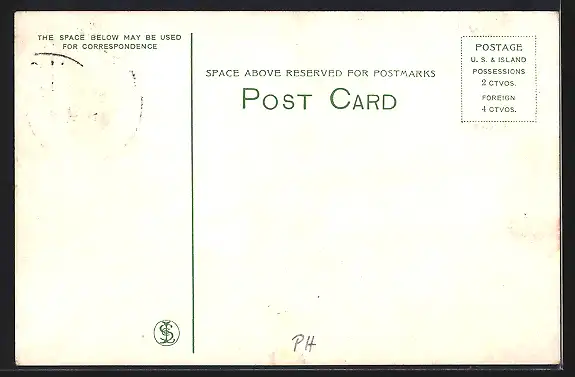 THE SPACE BELOW MAY BE USED
FOR CORRESPONDENCE
SPACE ABOVE RESERVED FOR POSTMARKS
POST CARD
POSTAGE
U. S. & ISLAND
POSSESSIONS
2 CTVOS.
FOREIGN
4 CTVOS.
PH